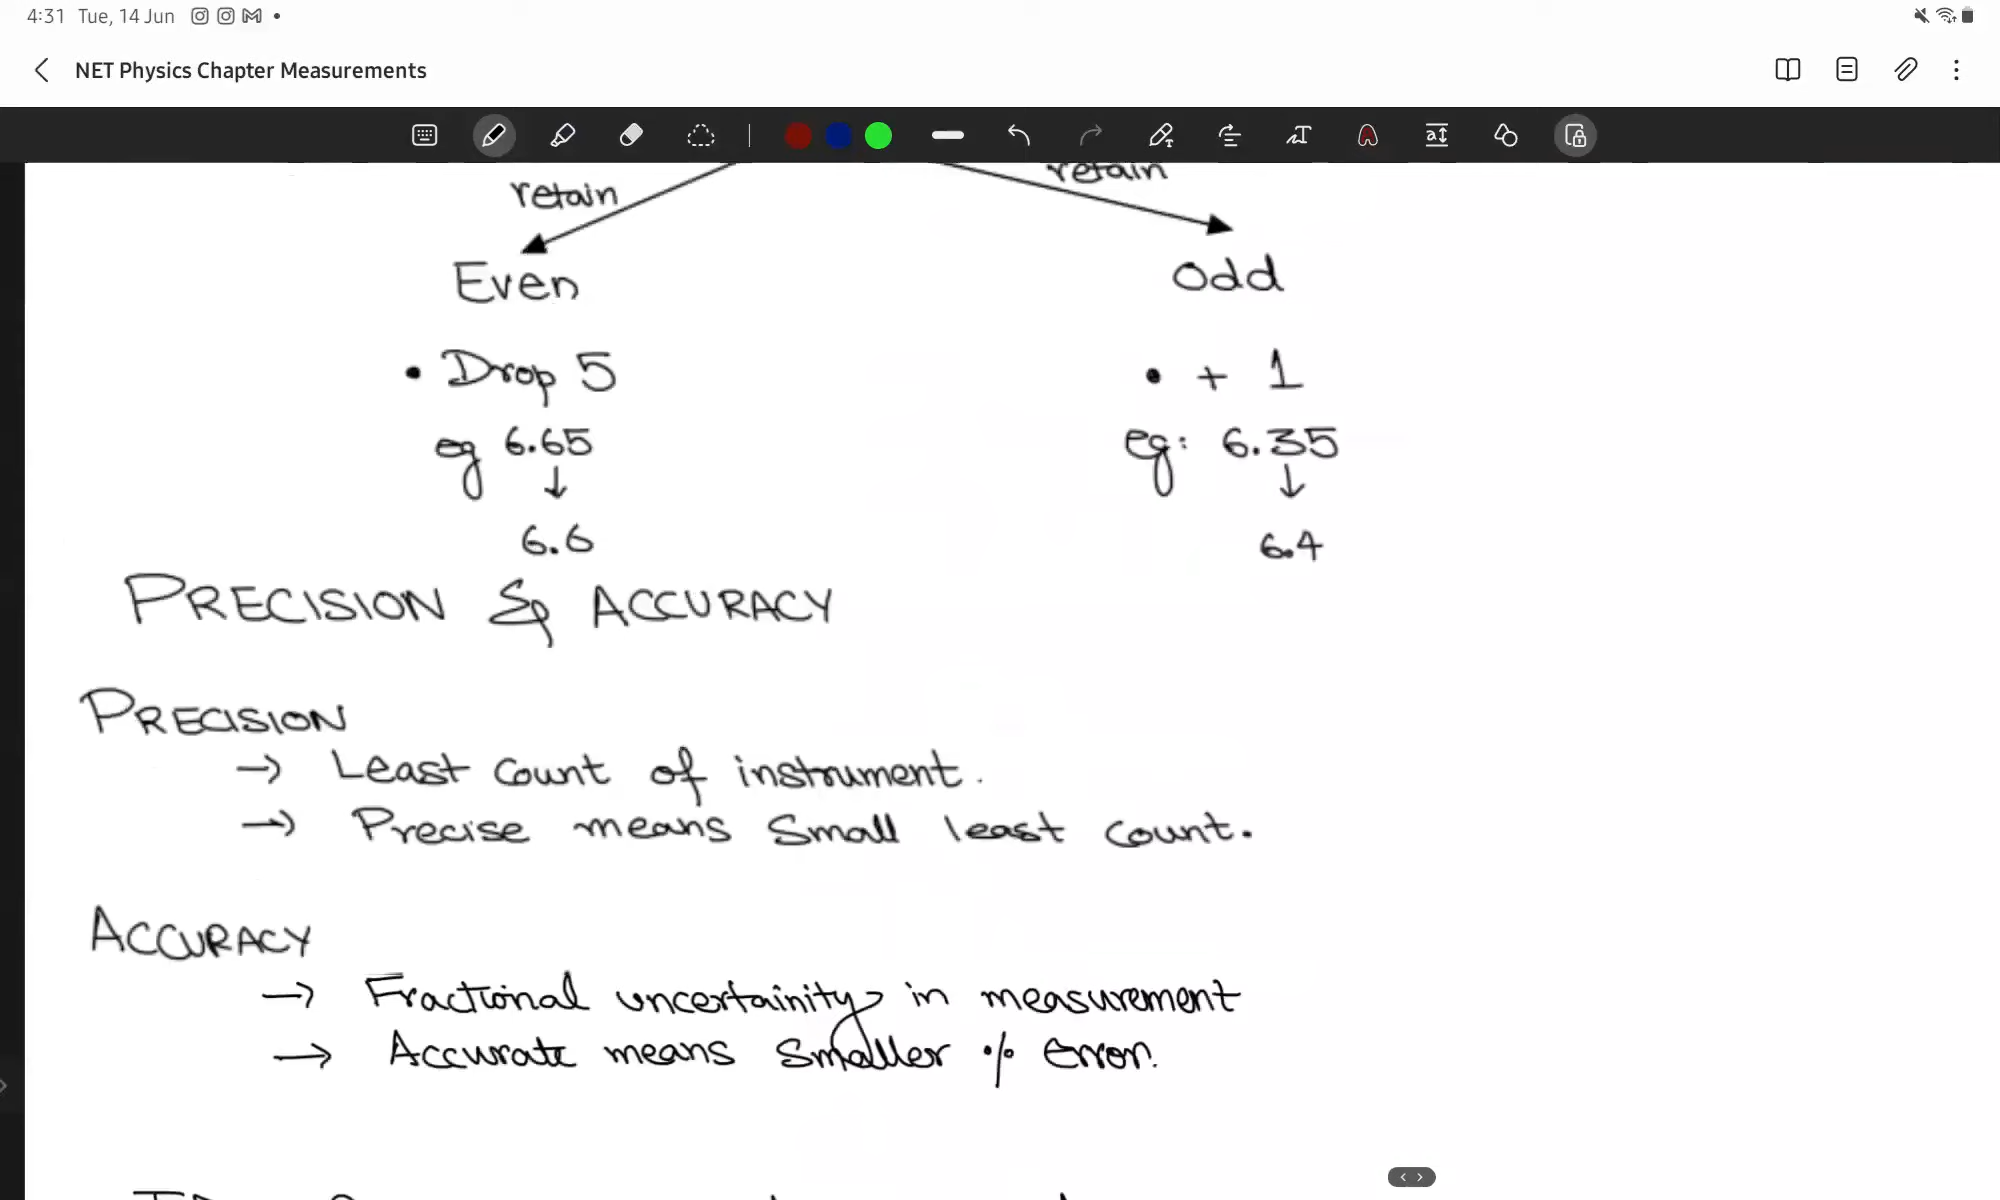 4:31 Tue, 14 Jun
NET Physics Chapter Measurements
retain
retain
Even
Odd
• Drop 5
• + 1
eg 6.65
eg: 6.35
↓
↓
6.6
6.4
PRECISION & ACCURACY
PRECISION
→ Least count of instrument.
→ Precise means small least count.
ACCURACY
→ Fractional uncertainity in measurement
→ Accurate means smaller % error.